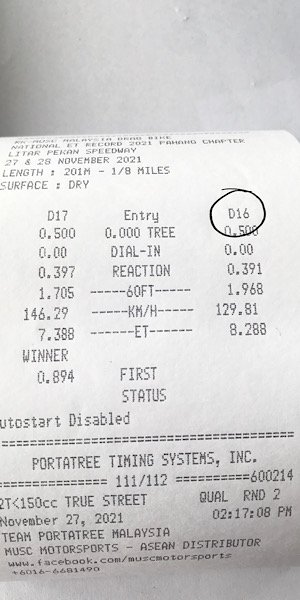 RK-MUSC MALAYSIA DRAG BIKE
NATIONAL ET RECORD 2021 PAHANG CHAPTER
LITAR PEKAN SPEEDWAY
27 & 28 NOVEMBER 2021
LENGTH : 201M - 1/8 MILES
SURFACE : DRY
D17 Entry D16
0.500 0.000 TREE 0.500
0.00 DIAL-IN 0.00
0.397 REACTION 0.391
1.705 -----60FT----- 1.968
146.29 -----KM/H----- 129.81
7.388 ------ET------ 8.288
WINNER
0.894 FIRST
STATUS
utostart Disabled
PORTATREE TIMING SYSTEMS, INC.
============ 111/112 ==========600214
2T<150cc TRUE STREET QUAL RND 2
November 27, 2021 02:17:08 PM
TEAM PORTATREE MALAYSIA
MUSC MOTORSPORTS - ASEAN DISTRIBUTOR
www.facebook.com/muscmotorsports
+6016-6681490